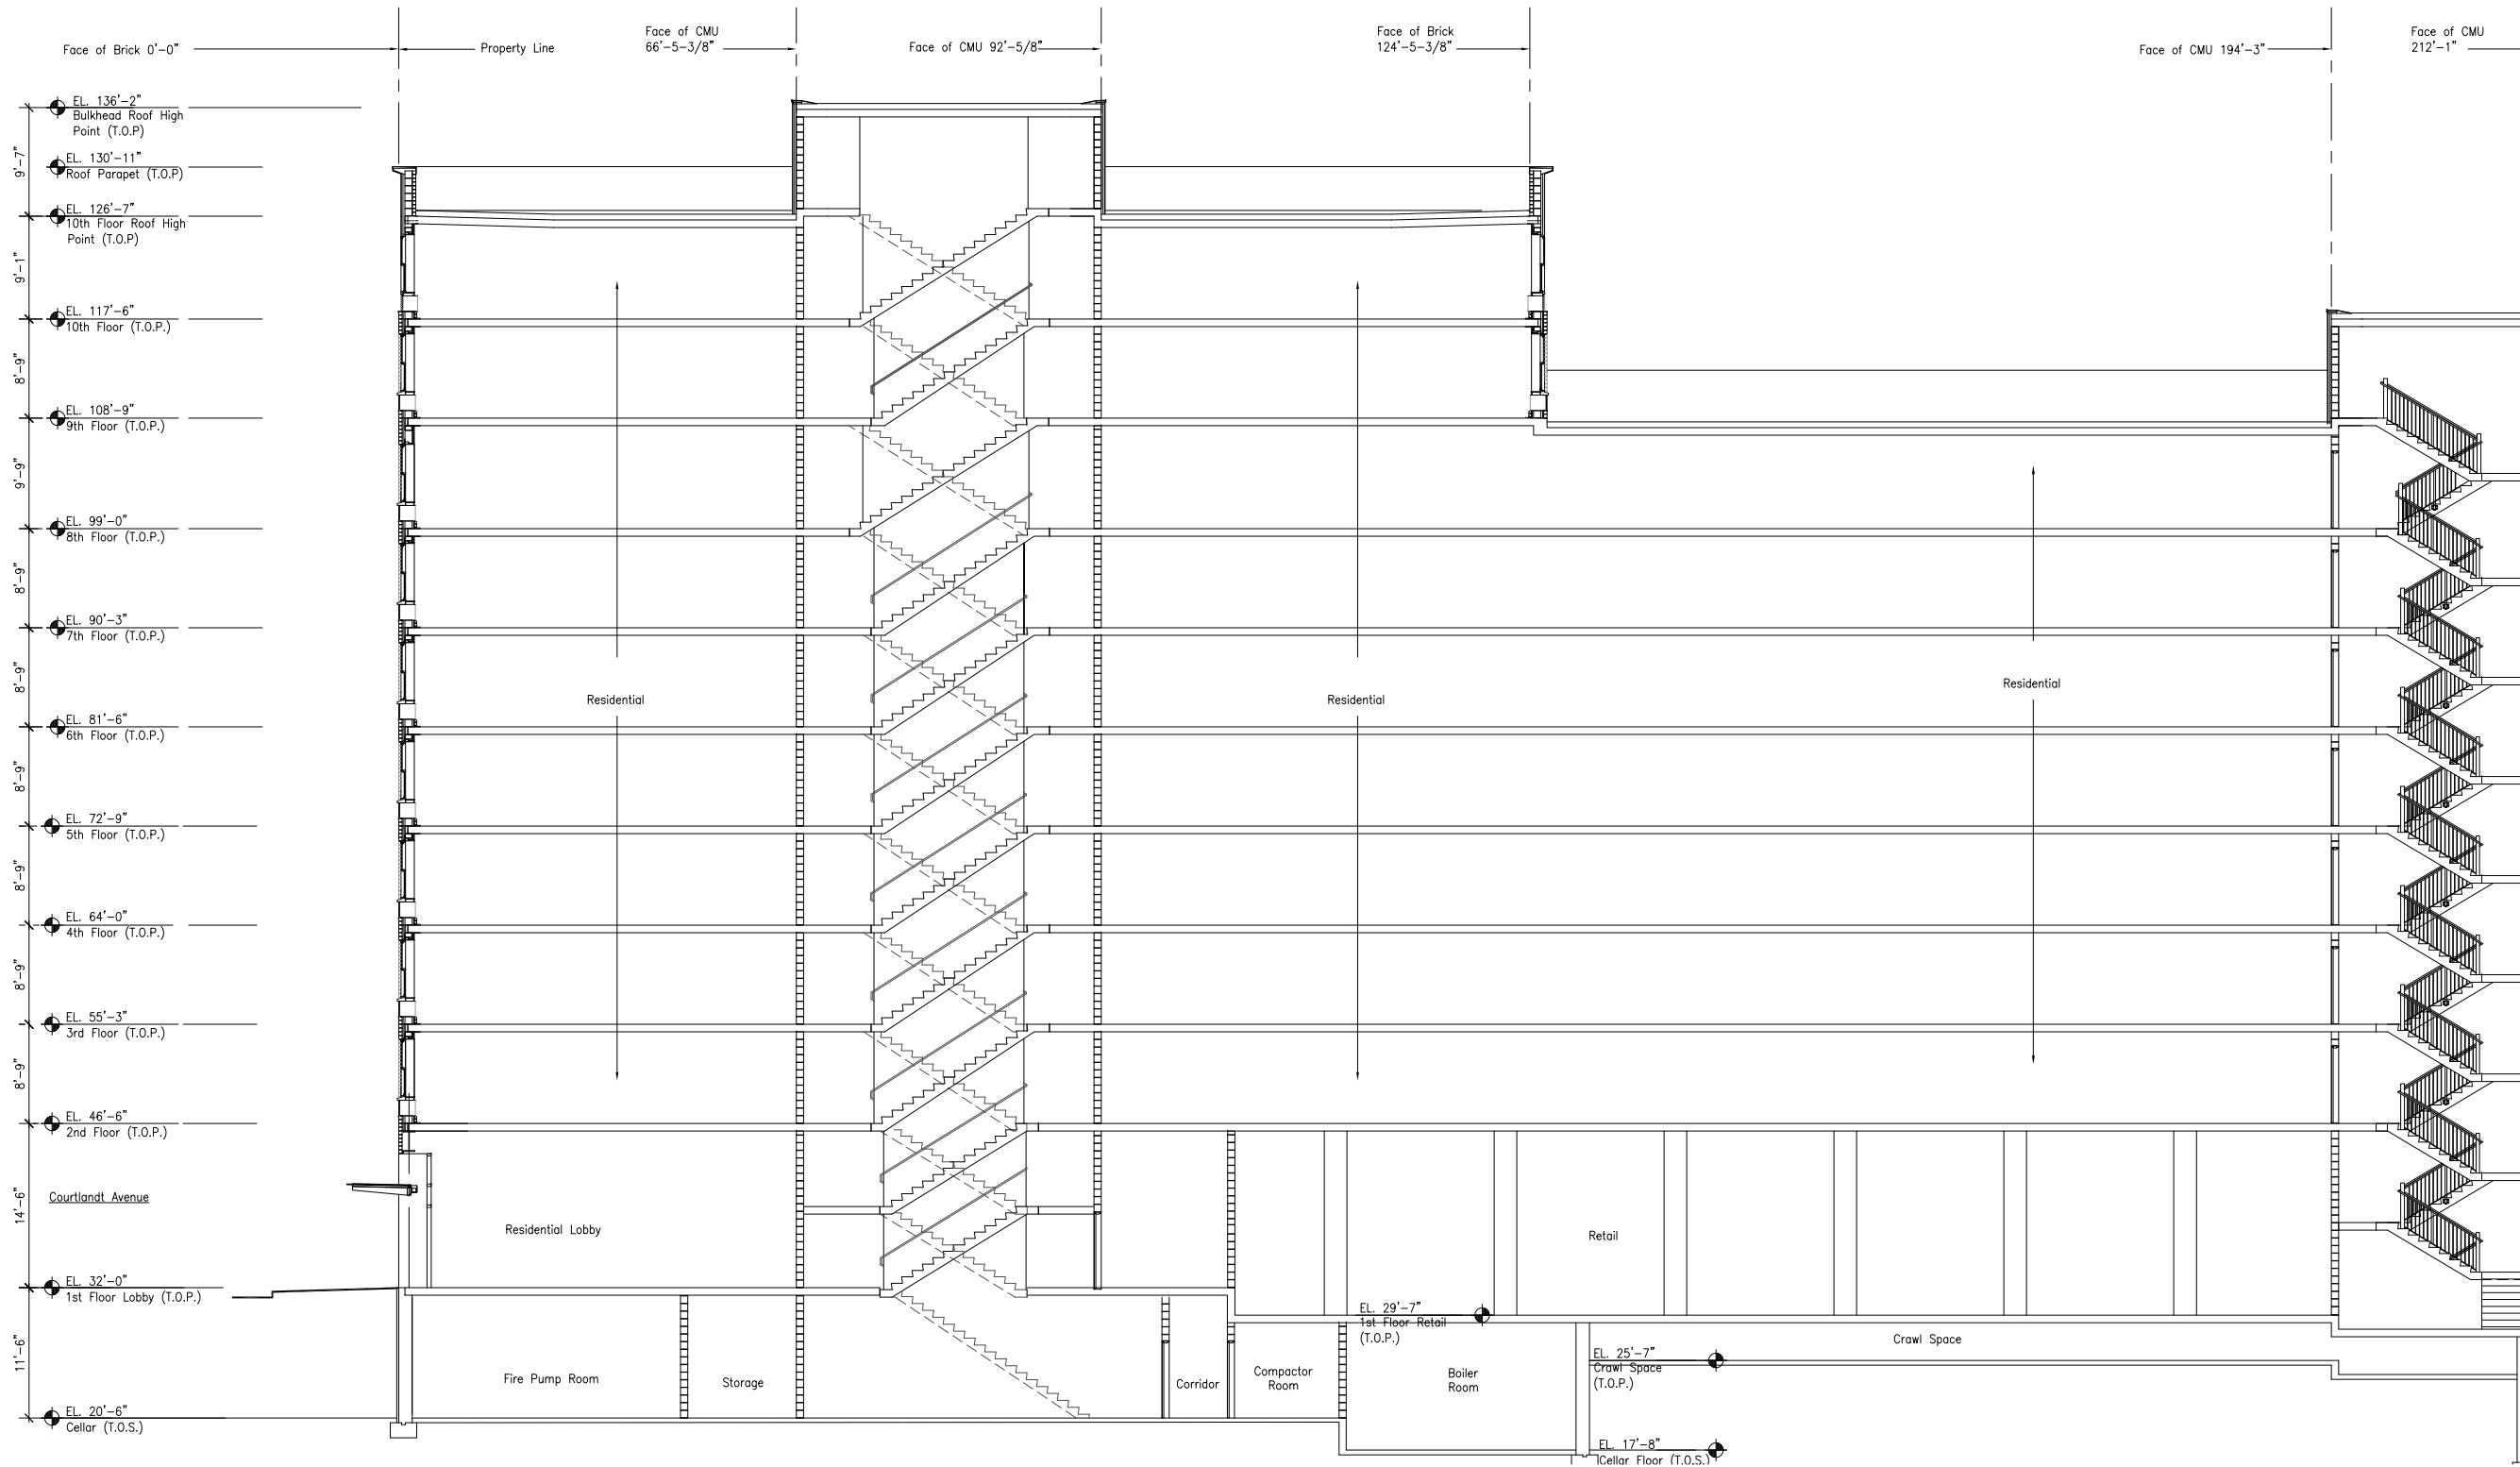 Face of Brick 0'-0"
Property Line
Face of CMU
66'-5-3/8"
Face of CMU 92'-5/8"
Face of Brick
124'-5-3/8"
Face of CMU 194'-3"
Face of CMU
212'-1"
EL. 136'-2"
Bulkhead Roof High
Point (T.O.P)
9'-7"
EL. 130'-11"
Roof Parapet (T.O.P)
EL. 126'-7"
10th Floor Roof High
Point (T.O.P)
9'-1"
EL. 117'-6"
10th Floor (T.O.P.)
8'-9"
EL. 108'-9"
9th Floor (T.O.P.)
9'-9"
EL. 99'-0"
8th Floor (T.O.P.)
8'-9"
EL. 90'-3"
7th Floor (T.O.P.)
8'-9"
Residential
Residential
Residential
EL. 81'-6"
6th Floor (T.O.P.)
8'-9"
EL. 72'-9"
5th Floor (T.O.P.)
8'-9"
EL. 64'-0"
4th Floor (T.O.P.)
8'-9"
EL. 55'-3"
3rd Floor (T.O.P.)
8'-9"
EL. 46'-6"
2nd Floor (T.O.P.)
Courtlandt Avenue
14'-6"
Residential Lobby
Retail
EL. 32'-0"
1st Floor Lobby (T.O.P.)
EL. 29'-7"
1st Floor Retail
(T.O.P.)
11'-6"
Crawl Space
EL. 25'-7"
Crawl Space
(T.O.P.)
Fire Pump Room
Storage
Corridor
Compactor
Room
Boiler
Room
EL. 20'-6"
Cellar (T.O.S.)
EL. 17'-8"
Cellar Floor (T.O.S.)